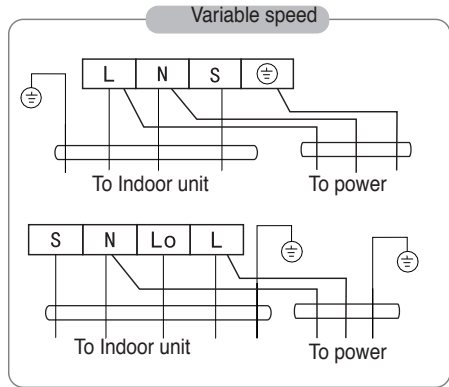 Variable speed
L N S
To Indoor unit To power
S N Lo L
To Indoor unit To power